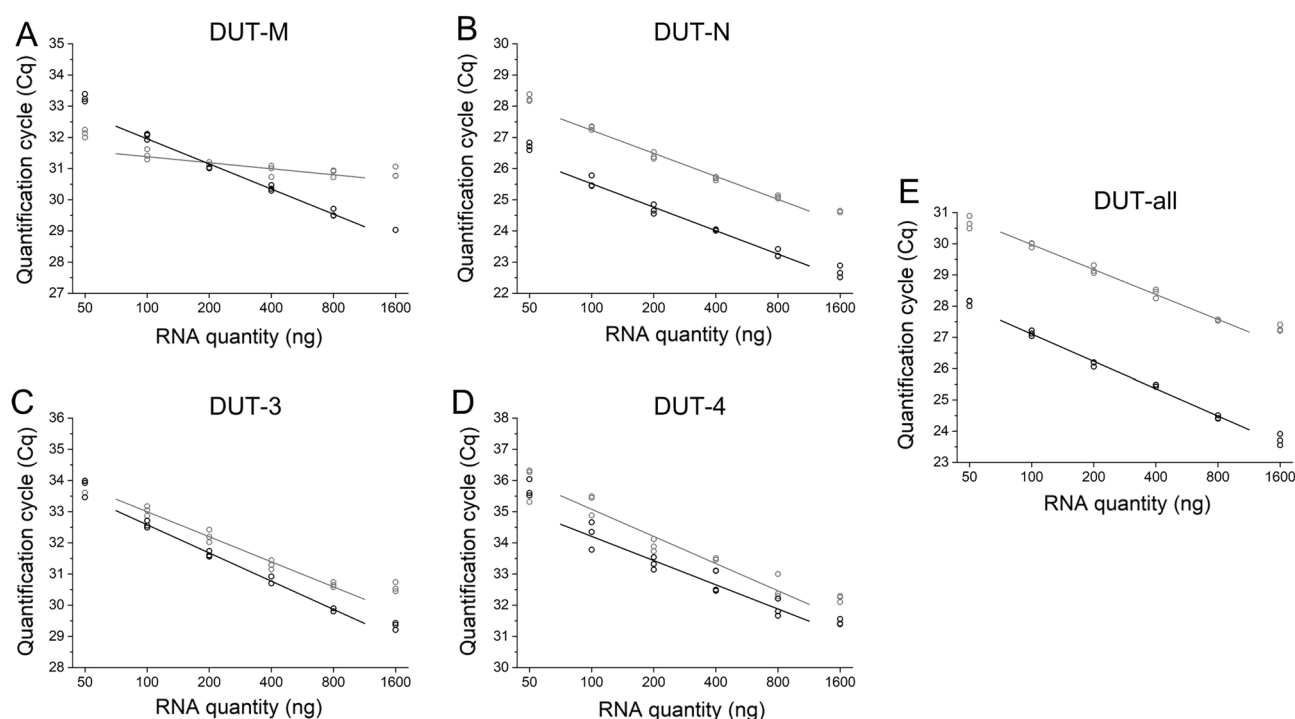 A
DUT-M
Quantification cycle (Cq)
35
34
33
32
31
30
29
28
27
50 100 200 400 800 1600
RNA quantity (ng)
B
DUT-N
Quantification cycle (Cq)
30
29
28
27
26
25
24
23
22
50 100 200 400 800 1600
RNA quantity (ng)
C
DUT-3
Quantification cycle (Cq)
36
35
34
33
32
31
30
29
28
50 100 200 400 800 1600
RNA quantity (ng)
D
DUT-4
Quantification cycle (Cq)
38
37
36
35
34
33
32
31
30
50 100 200 400 800 1600
RNA quantity (ng)
E
DUT-all
Quantification cycle (Cq)
31
30
29
28
27
26
25
24
23
50 100 200 400 800 1600
RNA quantity (ng)